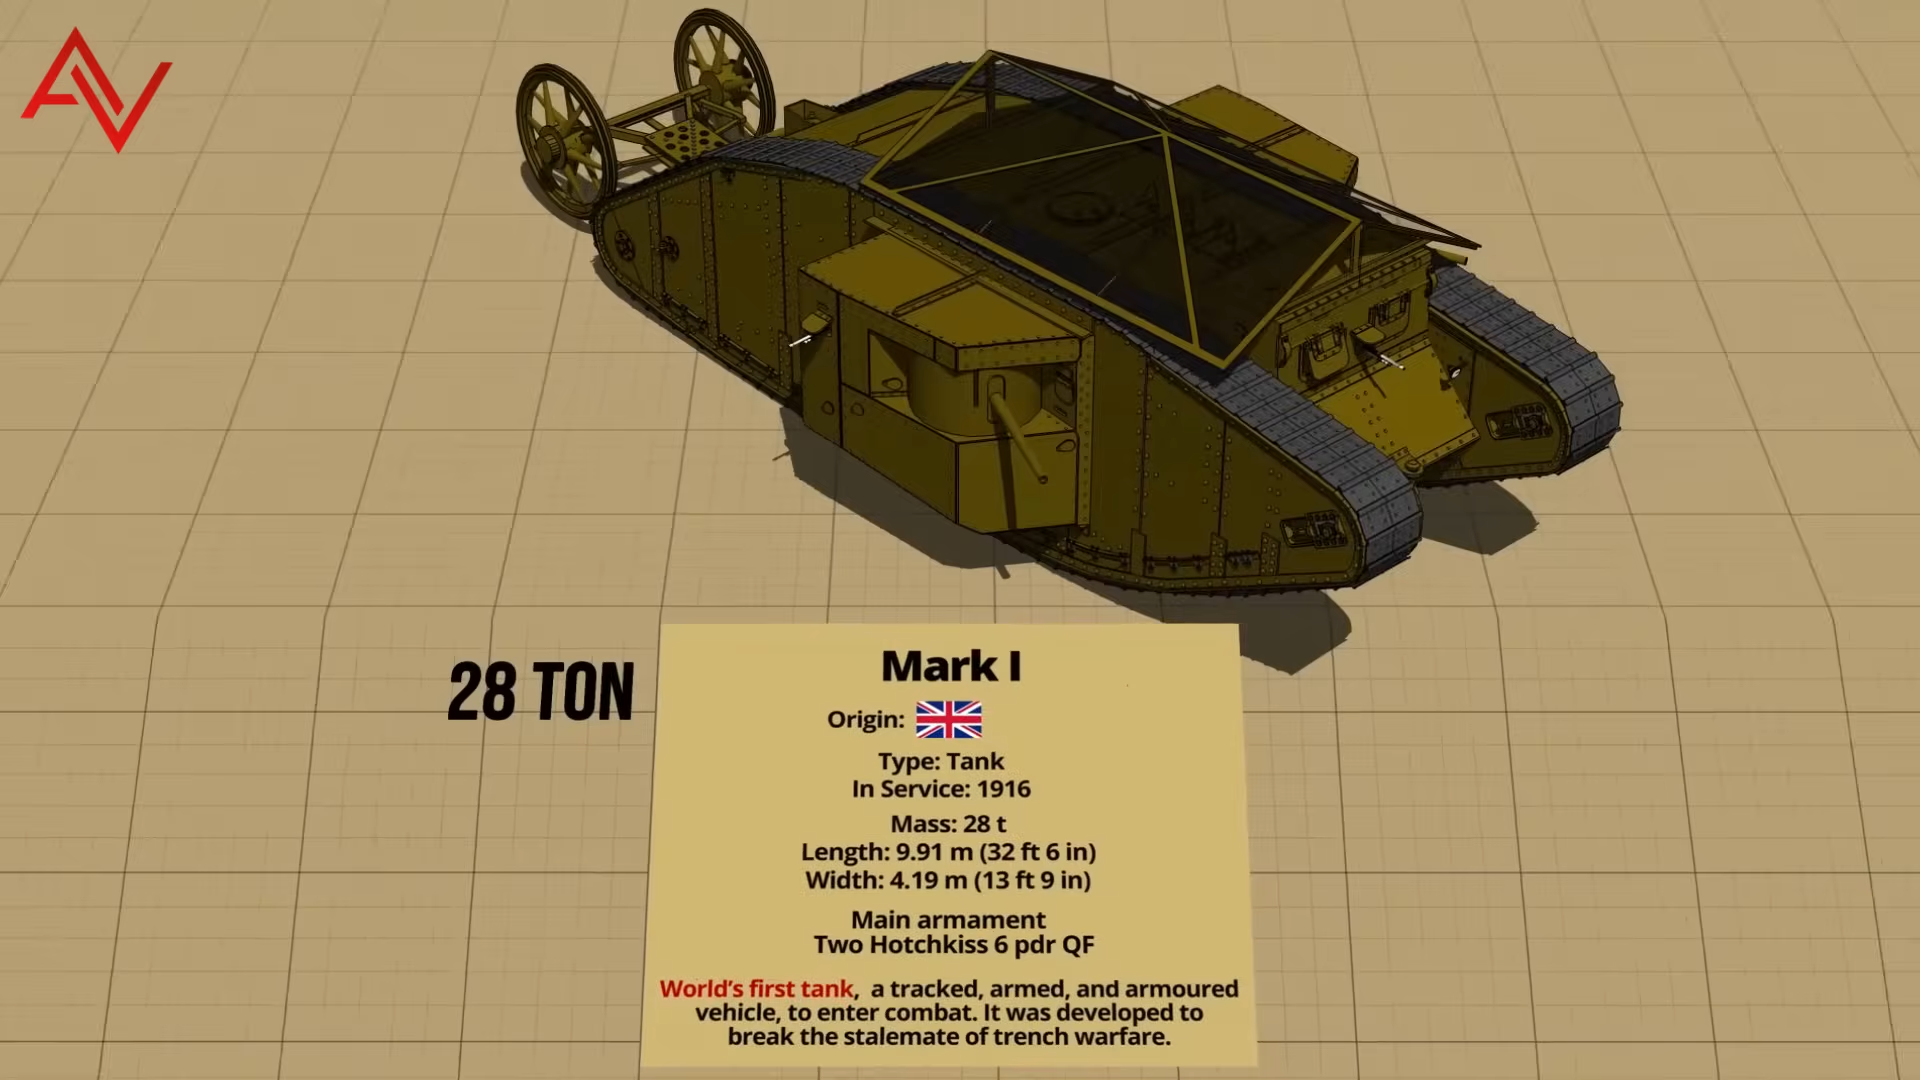 AV
28 TON
Mark I
Origin:
Type: Tank
In Service: 1916
Mass: 28 t
Length: 9.91 m (32 ft 6 in)
Width: 4.19 m (13 ft 9 in)
Main armament
Two Hotchkiss 6 pdr QF
World's first tank, a tracked, armed, and armoured
vehicle, to enter combat. It was developed to
break the stalemate of trench warfare.